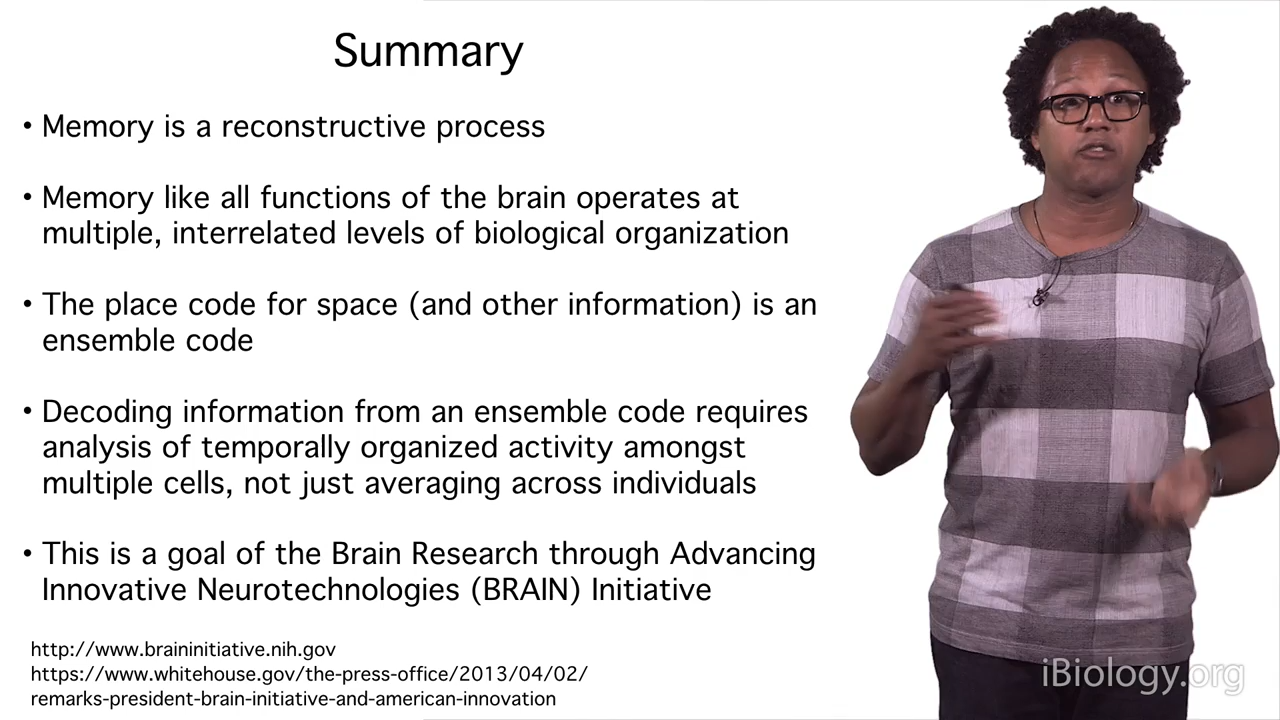 Summary
• Memory is a reconstructive process
• Memory like all functions of the brain operates at
multiple, interrelated levels of biological organization
• The place code for space (and other information) is an
ensemble code
• Decoding information from an ensemble code requires
analysis of temporally organized activity amongst
multiple cells, not just averaging across individuals
• This is a goal of the Brain Research through Advancing
Innovative Neurotechnologies (BRAIN) Initiative
http://www.braininitiative.nih.gov
https://www.whitehouse.gov/the-press-office/2013/04/02/
remarks-president-brain-initiative-and-american-innovation
iBiology.org